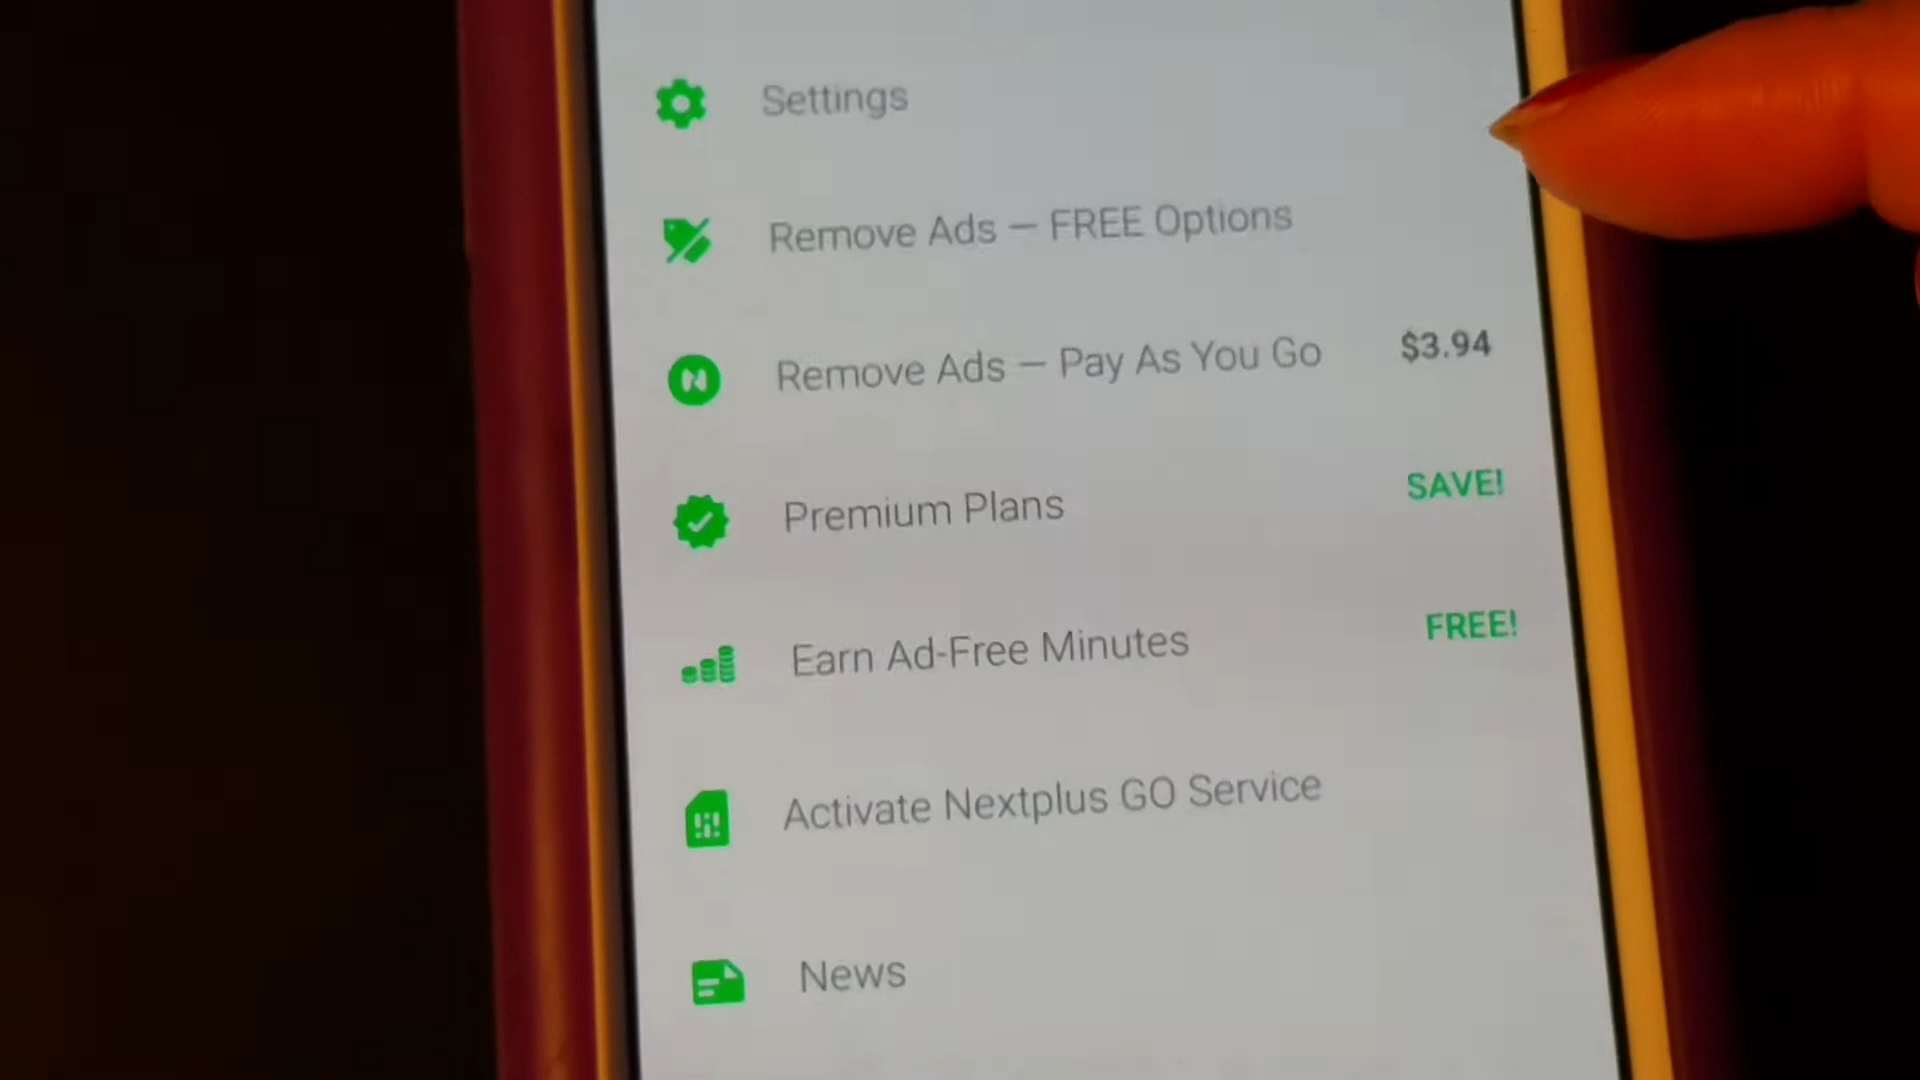 Settings
Remove Ads – FREE Options
Remove Ads – Pay As You Go $3.94
Premium Plans SAVE!
Earn Ad-Free Minutes FREE!
Activate Nextplus GO Service
News